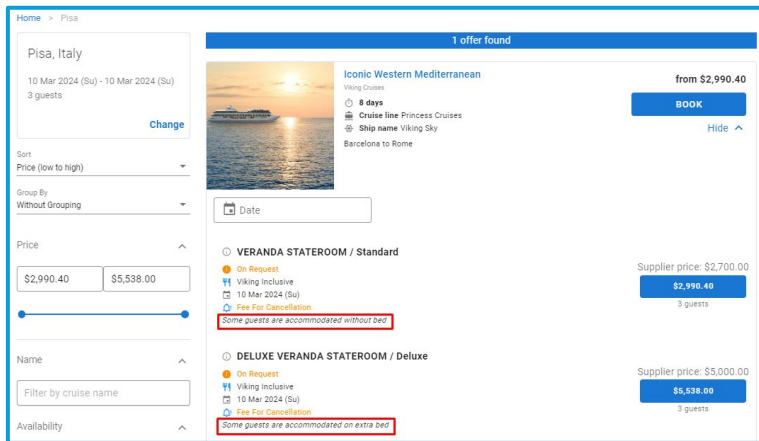 Home > Pisa
Pisa, Italy
10 Mar 2024 (Su) - 10 Mar 2024 (Su)
3 guests
Change
Sort
Price (low to high)
Group By
Without Grouping
Price
$2,990.40
$5,538.00
Name
Filter by cruise name
Availability
1 offer found
Iconic Western Mediterranean
Viking Cruises
8 days
Cruise line Princess Cruises
Ship name Viking Sky
Barcelona to Rome
from $2,990.40
BOOK
Hide
Date
VERANDA STATEROOM / Standard
On Request
Viking Inclusive
10 Mar 2024 (Su)
Fee For Cancellation
Some guests are accommodated without bed
Supplier price: $2,700.00
$2,990.40
3 guests
DELUXE VERANDA STATEROOM / Deluxe
On Request
Viking Inclusive
10 Mar 2024 (Su)
Fee For Cancellation
Some guests are accommodated on extra bed
Supplier price: $5,000.00
$5,538.00
3 guests